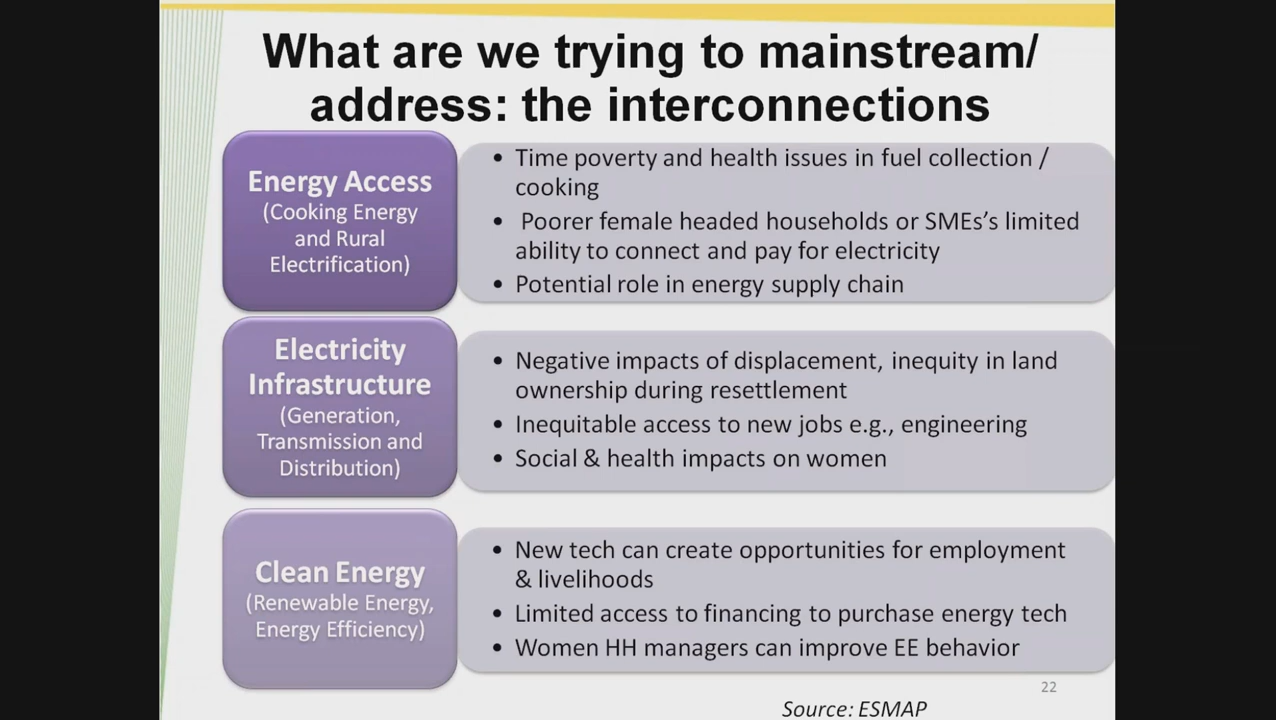 What are we trying to mainstream/
address: the interconnections
Energy Access
(Cooking Energy
and Rural
Electrification)
• Time poverty and health issues in fuel collection /
cooking
• Poorer female headed households or SMEs's limited
ability to connect and pay for electricity
• Potential role in energy supply chain
Electricity
Infrastructure
(Generation,
Transmission and
Distribution)
• Negative impacts of displacement, inequity in land
ownership during resettlement
• Inequitable access to new jobs e.g., engineering
• Social & health impacts on women
Clean Energy
(Renewable Energy,
Energy Efficiency)
• New tech can create opportunities for employment
& livelihoods
• Limited access to financing to purchase energy tech
• Women HH managers can improve EE behavior
22
Source: ESMAP